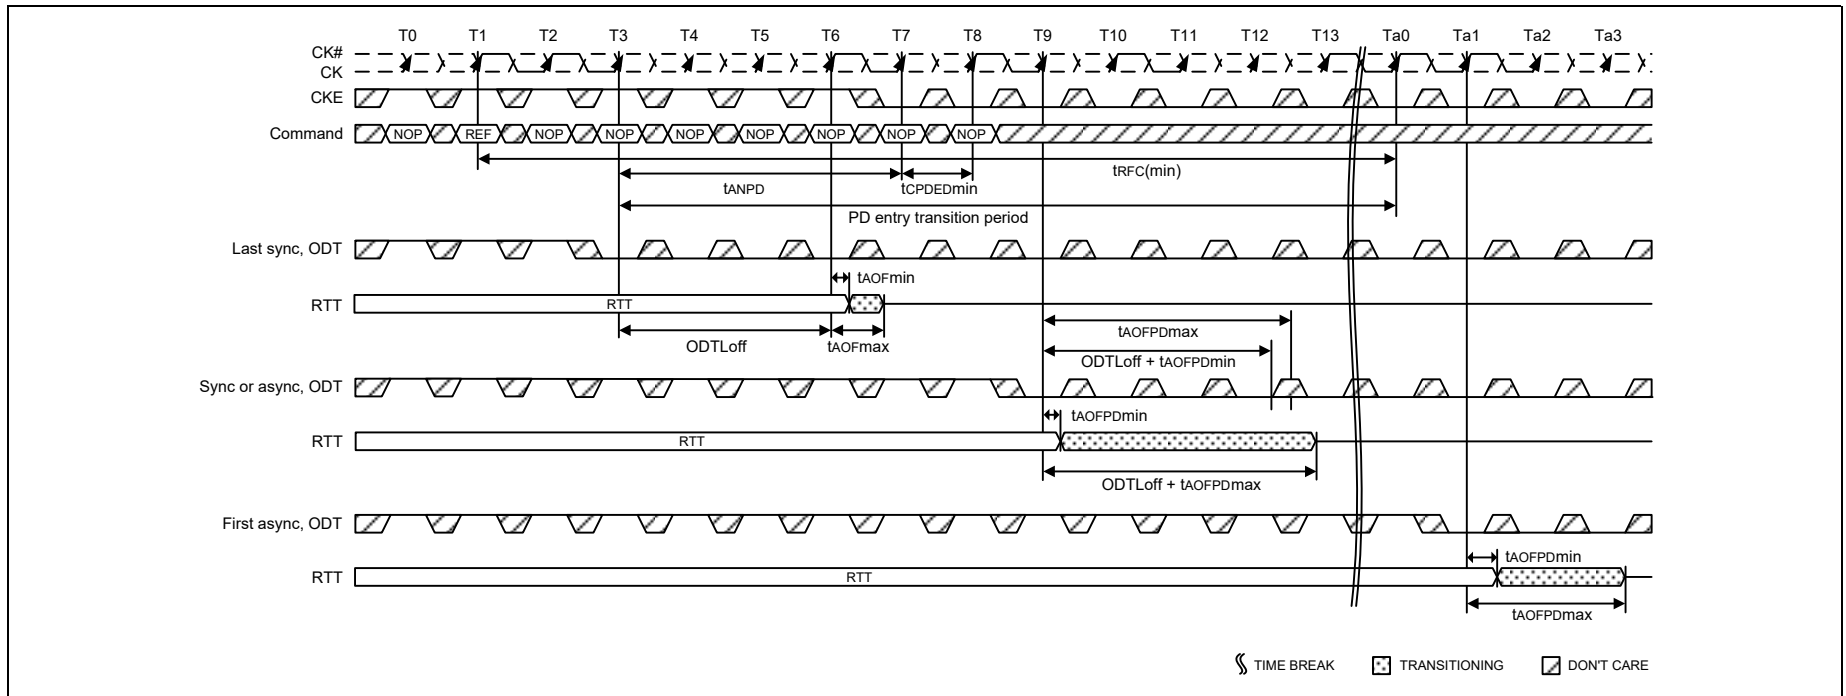 T0 T1 T2 T3 T4 T5 T6 T7 T8 T9 T10 T11 T12 T13 Ta0 Ta1 Ta2 Ta3
CK#
CK
CKE
Command NOP REF NOP NOP NOP NOP NOP NOP NOP
tRFC(min)
tANPD tCPDEDmin
PD entry transition period
Last sync, ODT
tAOFmin
RTT RTT
tAOFPDmax
ODTLoff tAOFmax
ODTLoff + tAOFPDmin
Sync or async, ODT
tAOFPDmin
RTT RTT
ODTLoff + tAOFPDmax
First async, ODT
tAOFPDmin
RTT RTT
tAOFPDmax
TIME BREAK TRANSITIONING DON'T CARE